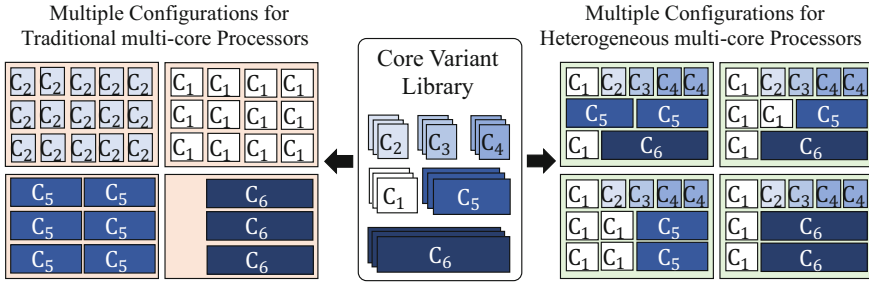 Multiple Configurations for
Traditional multi-core Processors
C2 C2 C2 C2 C2
C2 C2 C2 C2 C2
C2 C2 C2 C2 C2
C1 C1 C1 C1
C1 C1 C1 C1
C1 C1 C1 C1
C5 C5
C5 C5
C5 C5
C6
C6
C6
Core Variant
Library
C2 C3 C4
C1 C5
C6
Multiple Configurations for
Heterogeneous multi-core Processors
C1 C2 C3 C4 C4
C5 C5
C1 C6
C1 C2 C3 C4 C4
C1 C1 C5
C1 C6
C1 C2 C3 C4 C4
C1 C1 C5
C1 C1 C5
C1 C2 C3 C4 C4
C1 C6
C1 C6